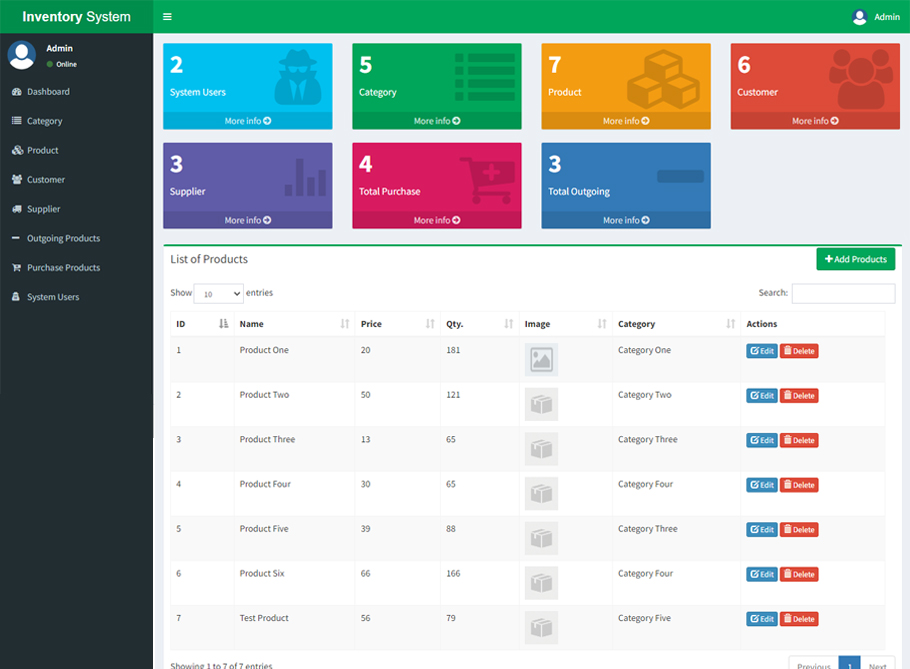 Inventory System
Admin
Admin
Online
Dashboard
Category
Product
Customer
Supplier
Outgoing Products
Purchase Products
System Users
2
System Users
More info
5
Category
More info
7
Product
More info
6
Customer
More info
3
Supplier
More info
4
Total Purchase
More info
3
Total Outgoing
More info
List of Products
Add Products
Show 10 entries
Search:
ID Name Price Qty. Image Category Actions
1 Product One 20 181 Category One Edit Delete
2 Product Two 50 121 Category Two Edit Delete
3 Product Three 13 65 Category Three Edit Delete
4 Product Four 30 65 Category Four Edit Delete
5 Product Five 39 88 Category Three Edit Delete
6 Product Six 66 166 Category Four Edit Delete
7 Test Product 56 79 Category Five Edit Delete
Showing 1 to 7 of 7 entries
Previous 1 Next